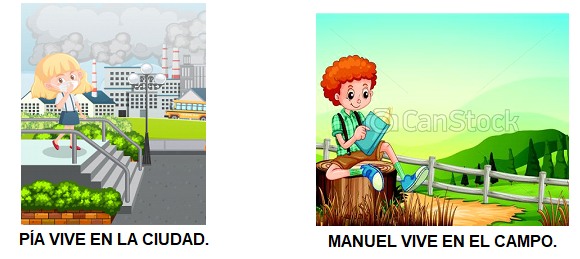 CanStock
PÍA VIVE EN LA CIUDAD.
MANUEL VIVE EN EL CAMPO.